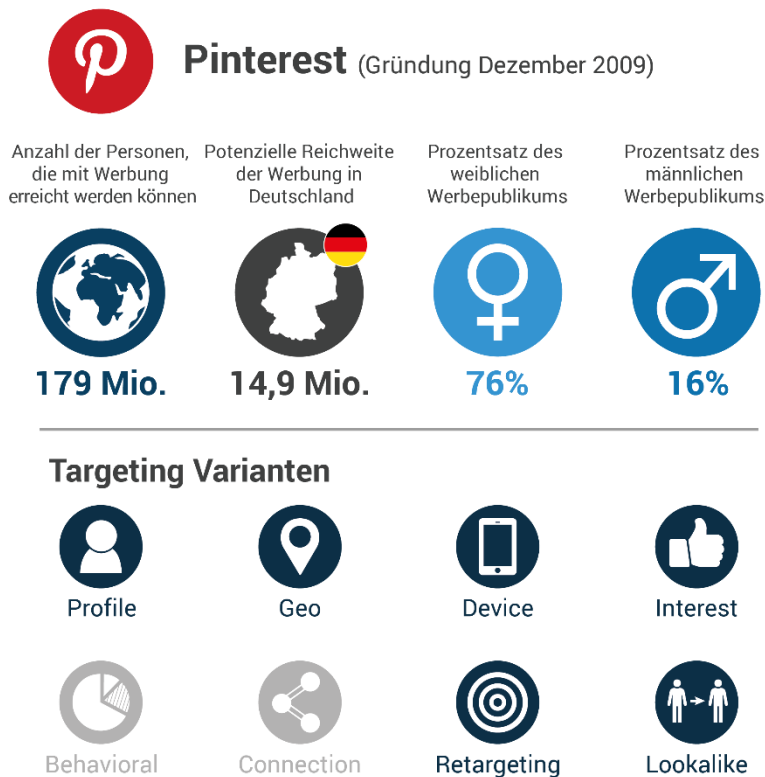 Pinterest (Gründung Dezember 2009)
Anzahl der Personen,
die mit Werbung
erreicht werden können
Potenzielle Reichweite
der Werbung in
Deutschland
Prozentsatz des
weiblichen
Werbepublikums
Prozentsatz des
männlichen
Werbepublikums
179 Mio.
14,9 Mio.
76%
16%
Targeting Varianten
Profile
Geo
Device
Interest
Behavioral
Connection
Retargeting
Lookalike